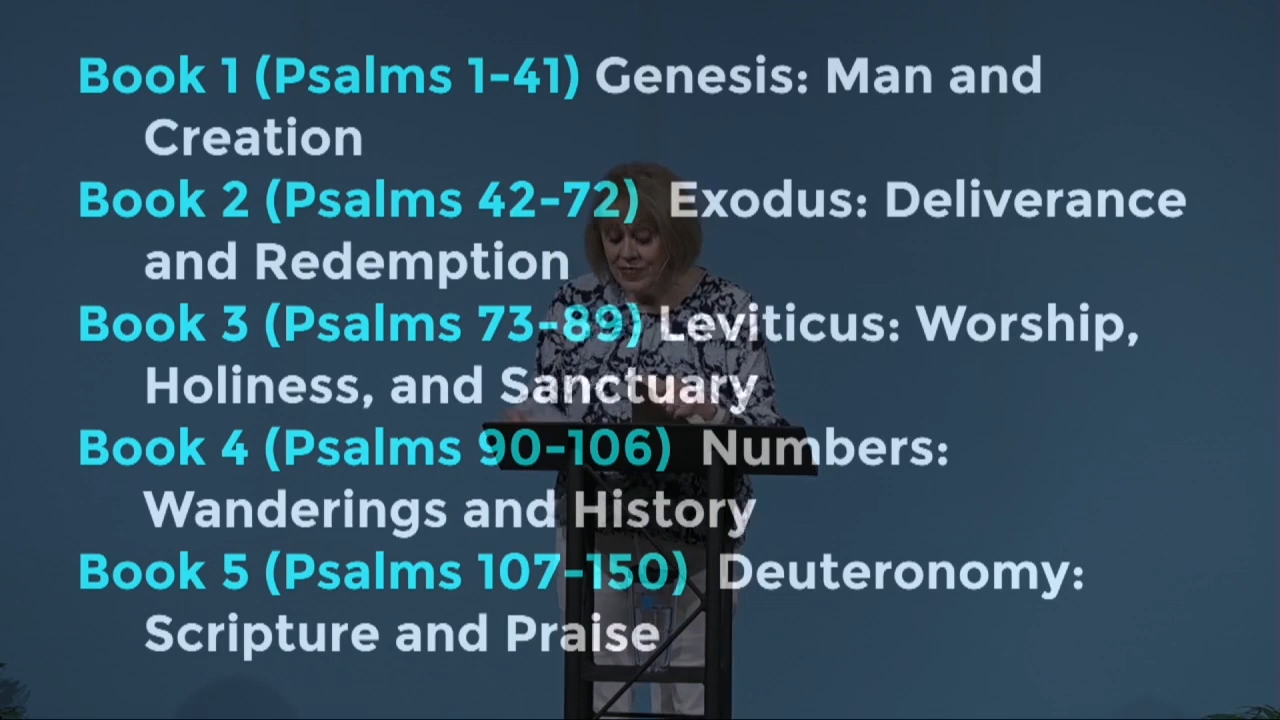 Book 1 (Psalms 1-41) Genesis: Man and
Creation
Book 2 (Psalms 42-72) Exodus: Deliverance
and Redemption
Book 3 (Psalms 73-89) Leviticus: Worship,
Holiness, and Sanctuary
Book 4 (Psalms 90-106) Numbers:
Wanderings and History
Book 5 (Psalms 107-150) Deuteronomy:
Scripture and Praise